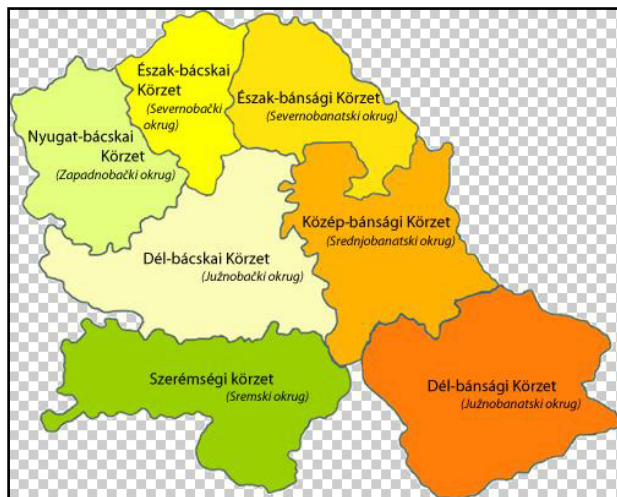 Észak-bácskai
Körzet
(Severnobački
okrug)
Észak-bánsági Körzet
(Severnobanatski okrug)
Nyugat-bácskai
Körzet
(Zapadnobački okrug)
Közép-bánsági Körzet
(Srednjobanatski okrug)
Dél-bácskai Körzet
(Južnobački okrug)
Szerémségi körzet
(Sremski okrug)
Dél-bánsági Körzet
(Južnobanatski okrug)